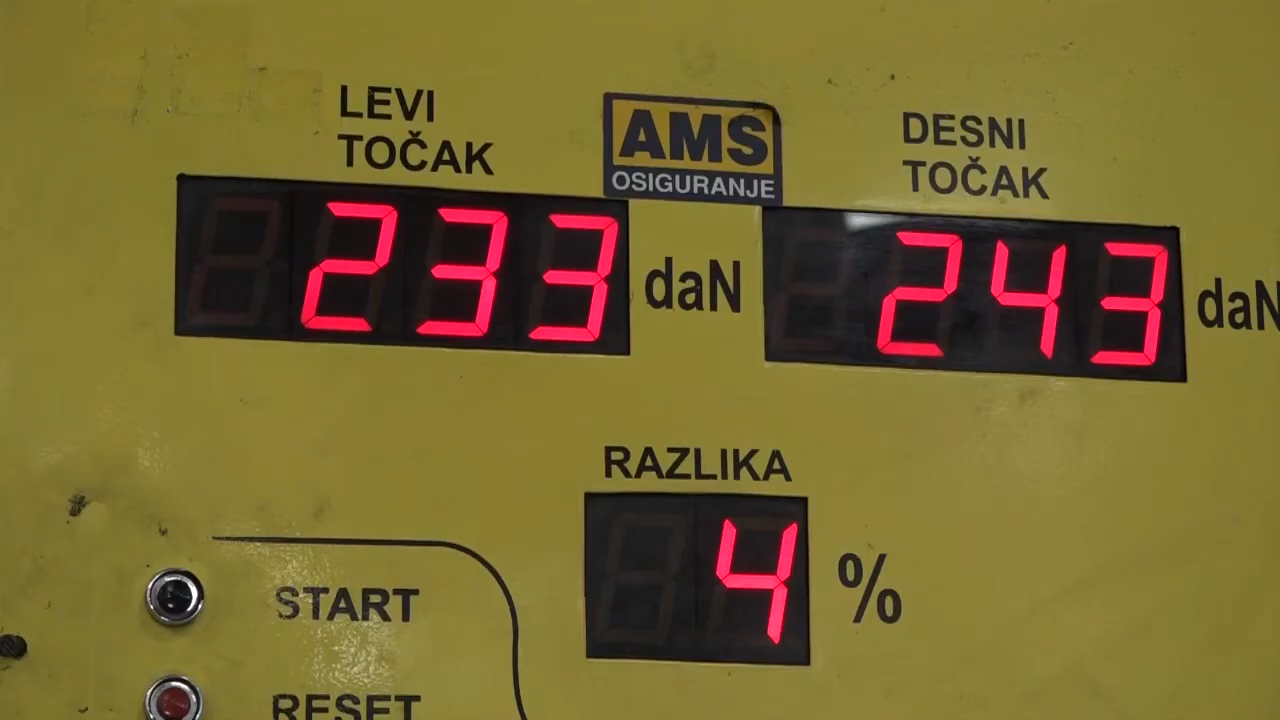 LEVI
TOČAK
AMS
OSIGURANJE
DESNI
TOČAK
233 daN
243 daN
RAZLIKA
4 %
START
RESET